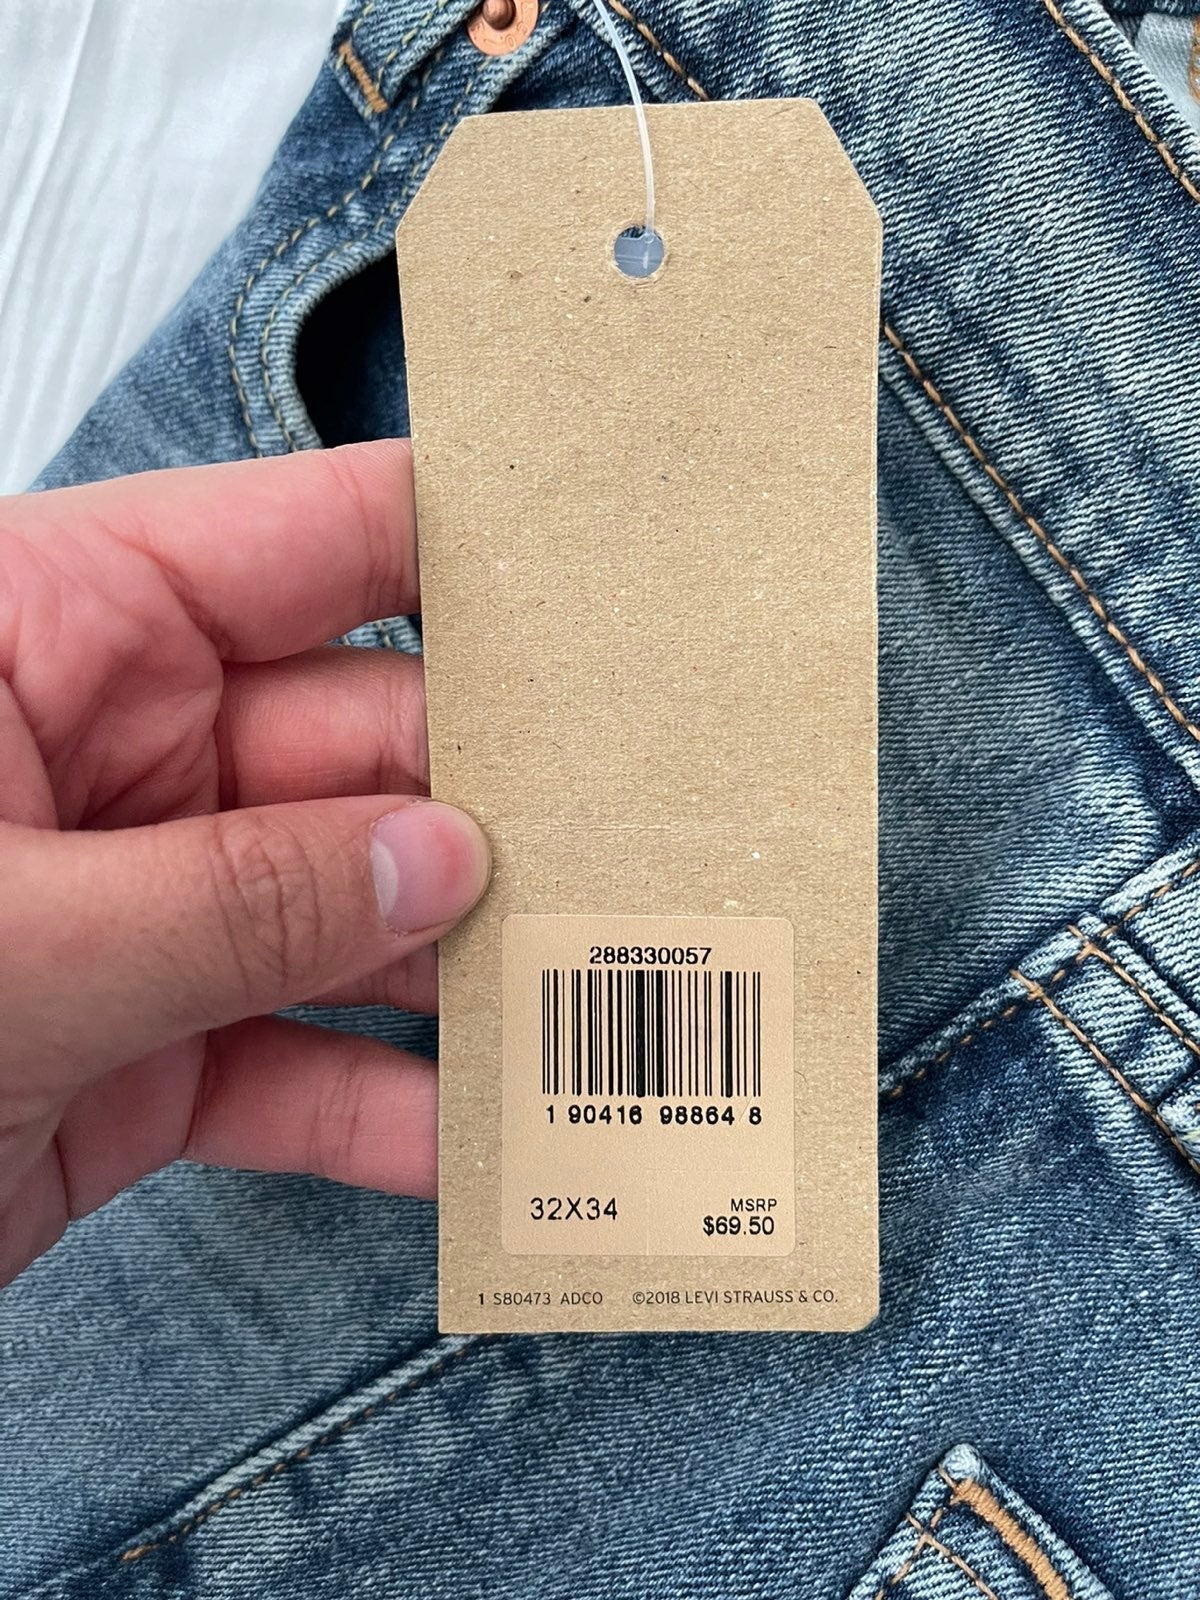 288330057
1 90416 98864 8
32X34
MSRP
$69.50
1 S80473 ADCO ©2018 LEVI STRAUSS & CO.